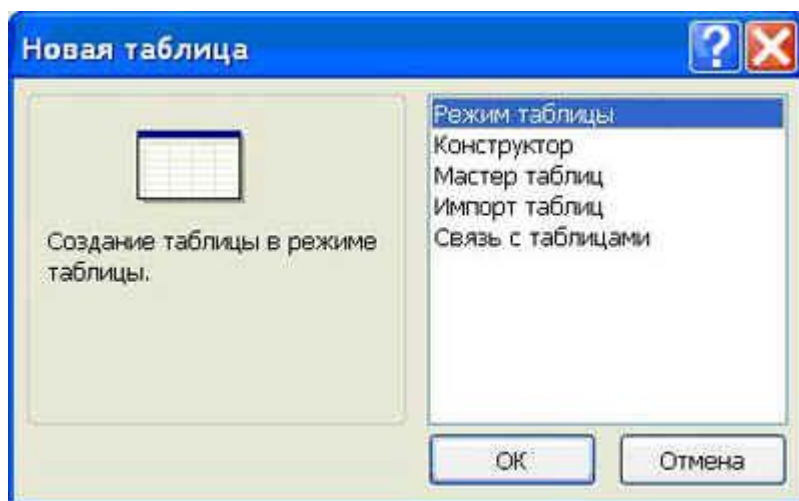 Новая таблица
Создание таблицы в режиме
таблицы.
Режим таблицы
Конструктор
Мастер таблиц
Импорт таблиц
Связь с таблицами
ОК
Отмена